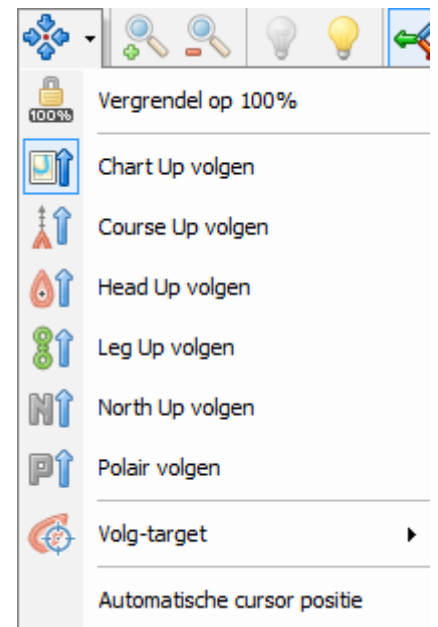 100%
Vergrendel op 100%
Chart Up volgen
Course Up volgen
Head Up volgen
Leg Up volgen
N
North Up volgen
P
Polair volgen
Volg-target
Automatische cursor positie